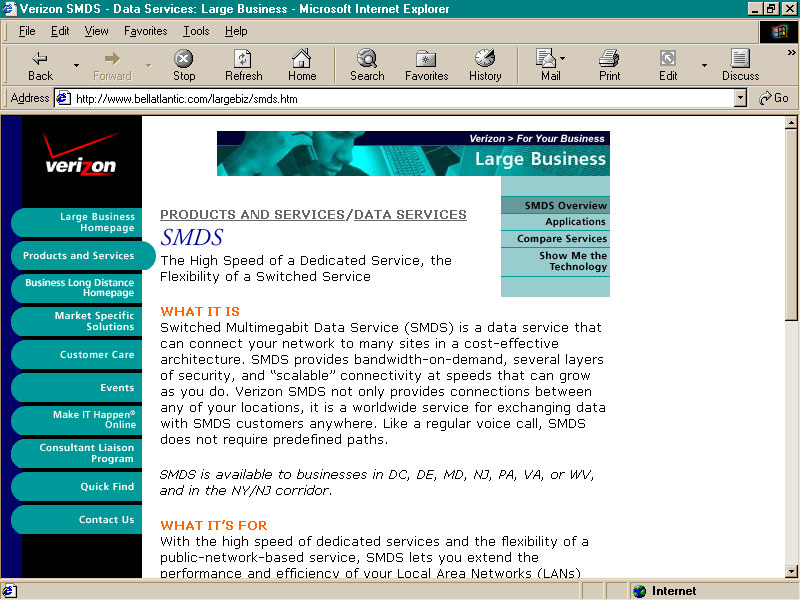 Verizon SMDS - Data Services: Large Business - Microsoft Internet Explorer
File Edit View Favorites Tools Help
Back Forward Stop Refresh Home Search Favorites History Mail Print Edit Discuss »
Address http://www.bellatlantic.com/largebiz/smds.htm Go
verizon
Large Business
Homepage
Products and Services
Business Long Distance
Homepage
Market Specific
Solutions
Customer Care
Events
Make IT Happen®
Online
Consultant Liaison
Program
Quick Find
Contact Us
Verizon > For Your Business
Large Business
SMDS Overview
Applications
Compare Services
Show Me the
Technology
PRODUCTS AND SERVICES/DATA SERVICES
SMDS
The High Speed of a Dedicated Service, the
Flexibility of a Switched Service
WHAT IT IS
Switched Multimegabit Data Service (SMDS) is a data service that
can connect your network to many sites in a cost-effective
architecture. SMDS provides bandwidth-on-demand, several layers
of security, and “scalable” connectivity at speeds that can grow
as you do. Verizon SMDS not only provides connections between
any of your locations, it is a worldwide service for exchanging data
with SMDS customers anywhere. Like a regular voice call, SMDS
does not require predefined paths.
SMDS is available to businesses in DC, DE, MD, NJ, PA, VA, or WV,
and in the NY/NJ corridor.
WHAT IT’S FOR
With the high speed of dedicated services and the flexibility of a
public-network-based service, SMDS lets you extend the
performance and efficiency of your Local Area Networks (LANs)
Internet